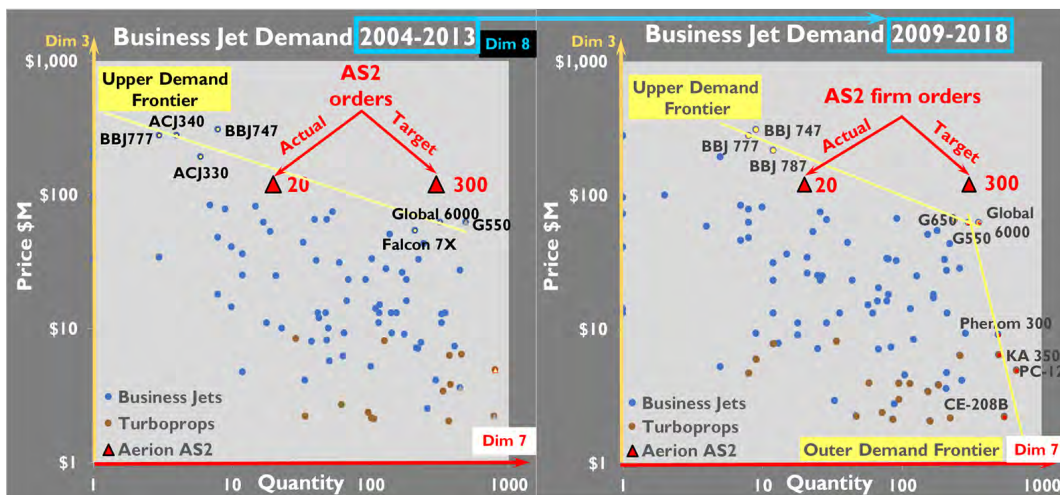 Dim 3
Business Jet Demand 2004-2013
Dim 8
$1,000
$100
$10
$1
Price $M
Upper Demand
Frontier
ACJ340
BBJ777
BBJ747
ACJ330
AS2
orders
Actual
Target
20
300
Global 6000
G550
Falcon 7X
Business Jets
Turboprops
Aerion AS2
Dim 7
1
10
Quantity
100
1000
Dim 3
Business Jet Demand 2009-2018
$1,000
$100
$10
$1
Price $M
Upper Demand
Frontier
BBJ 747
BBJ 777
BBJ 787
AS2 firm orders
Actual
Target
20
300
G650
Global
6000
G550
Phenom 300
KA 350
PC-12
CE-208B
Business Jets
Turboprops
Aerion AS2
Outer Demand Frontier
Dim 7
1
10
Quantity
100
1000